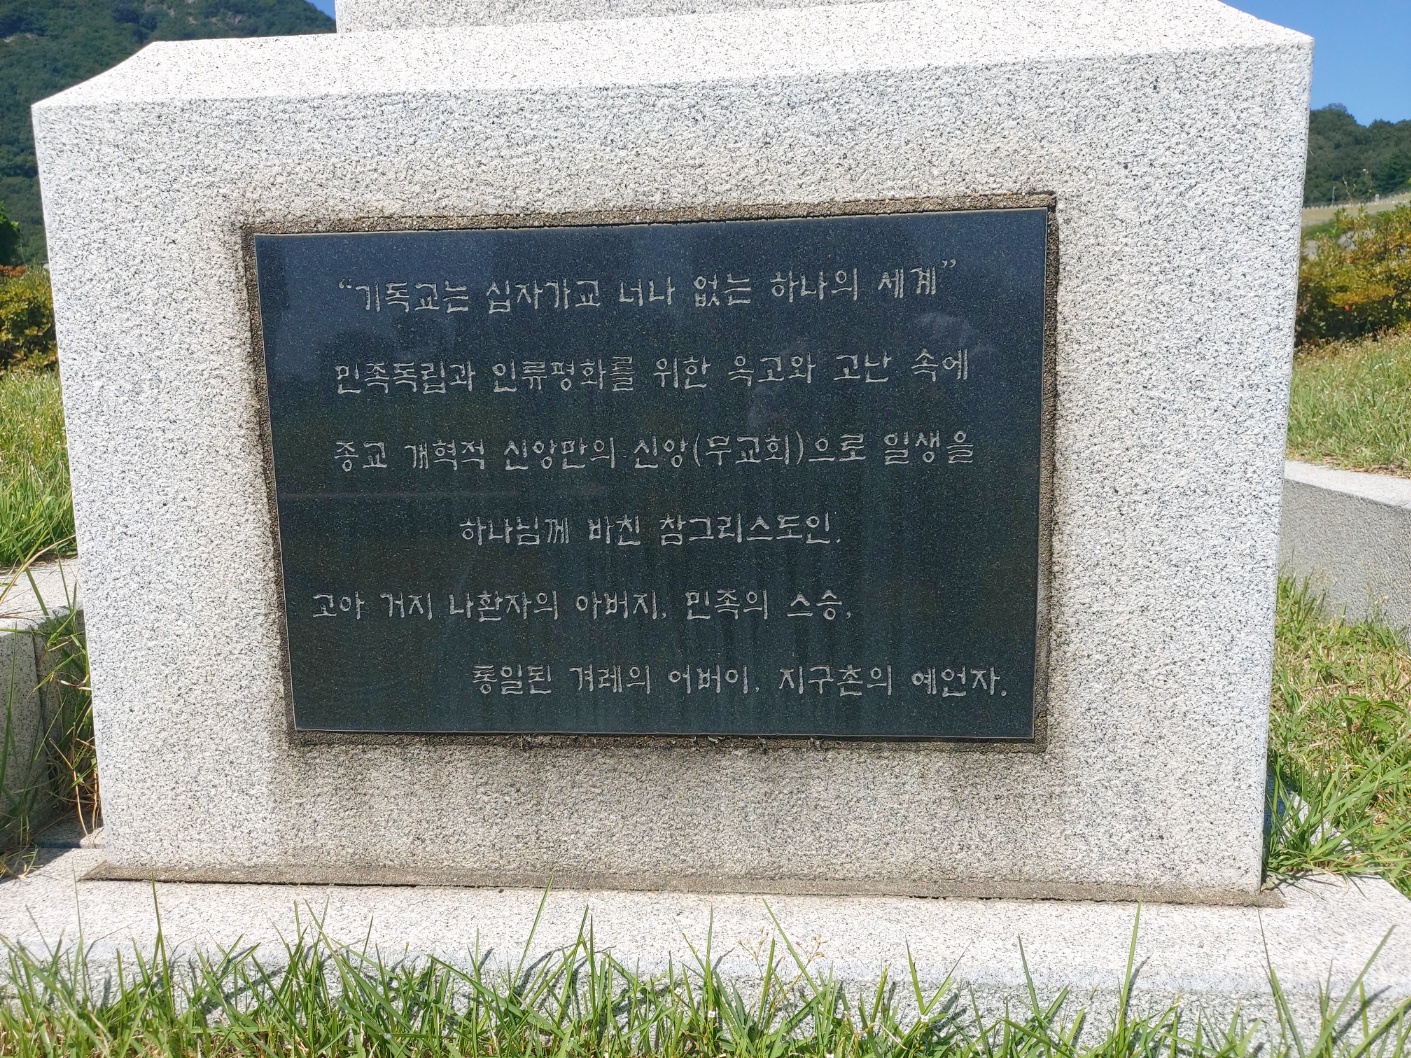 “기독교는 십자가교 너나 없는 하나의 세계”
민족독립과 인류평화를 위한 옥고와 고난 속에
종교 개혁적 신앙만의 신앙(무교회)으로 일생을
하나님께 바친 참그리스도인.
고아 거지 나환자의 아버지, 민족의 스승,
통일된 겨레의 어버이, 지구촌의 예언자.